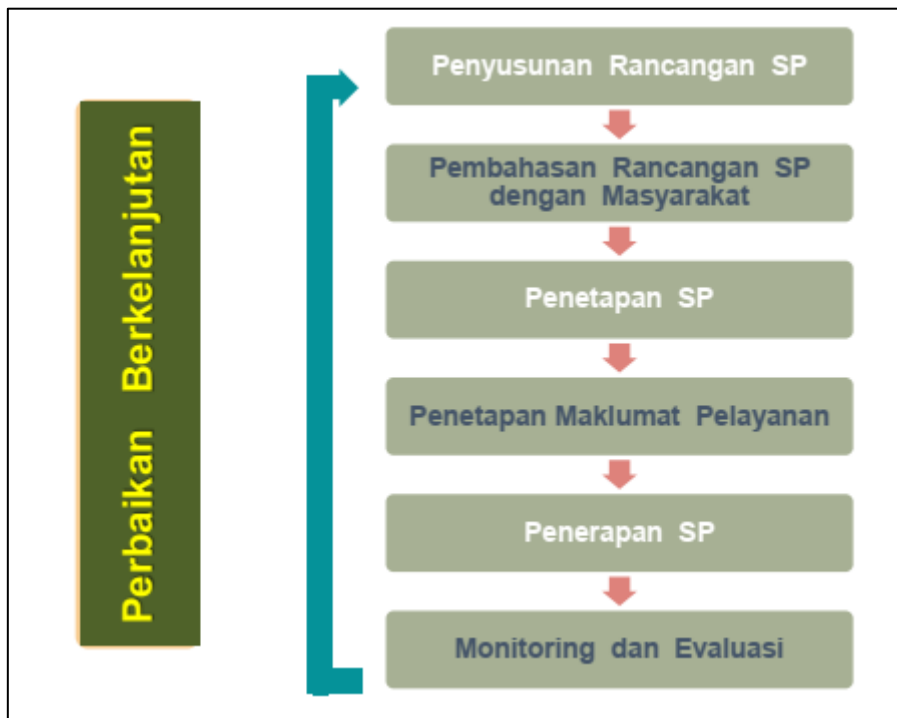 Perbaikan Berkelanjutan
Penyusunan Rancangan SP
Pembahasan Rancangan SP
dengan Masyarakat
Penetapan SP
Penetapan Maklumat Pelayanan
Penerapan SP
Monitoring dan Evaluasi